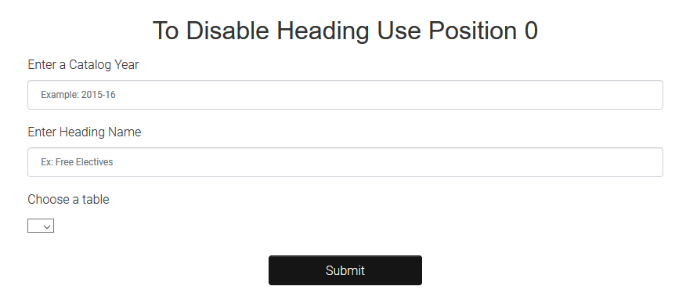 To Disable Heading Use Position 0
Enter a Catalog Year
Example: 2015-16
Enter Heading Name
Ex: Free Electives
Choose a table
Submit